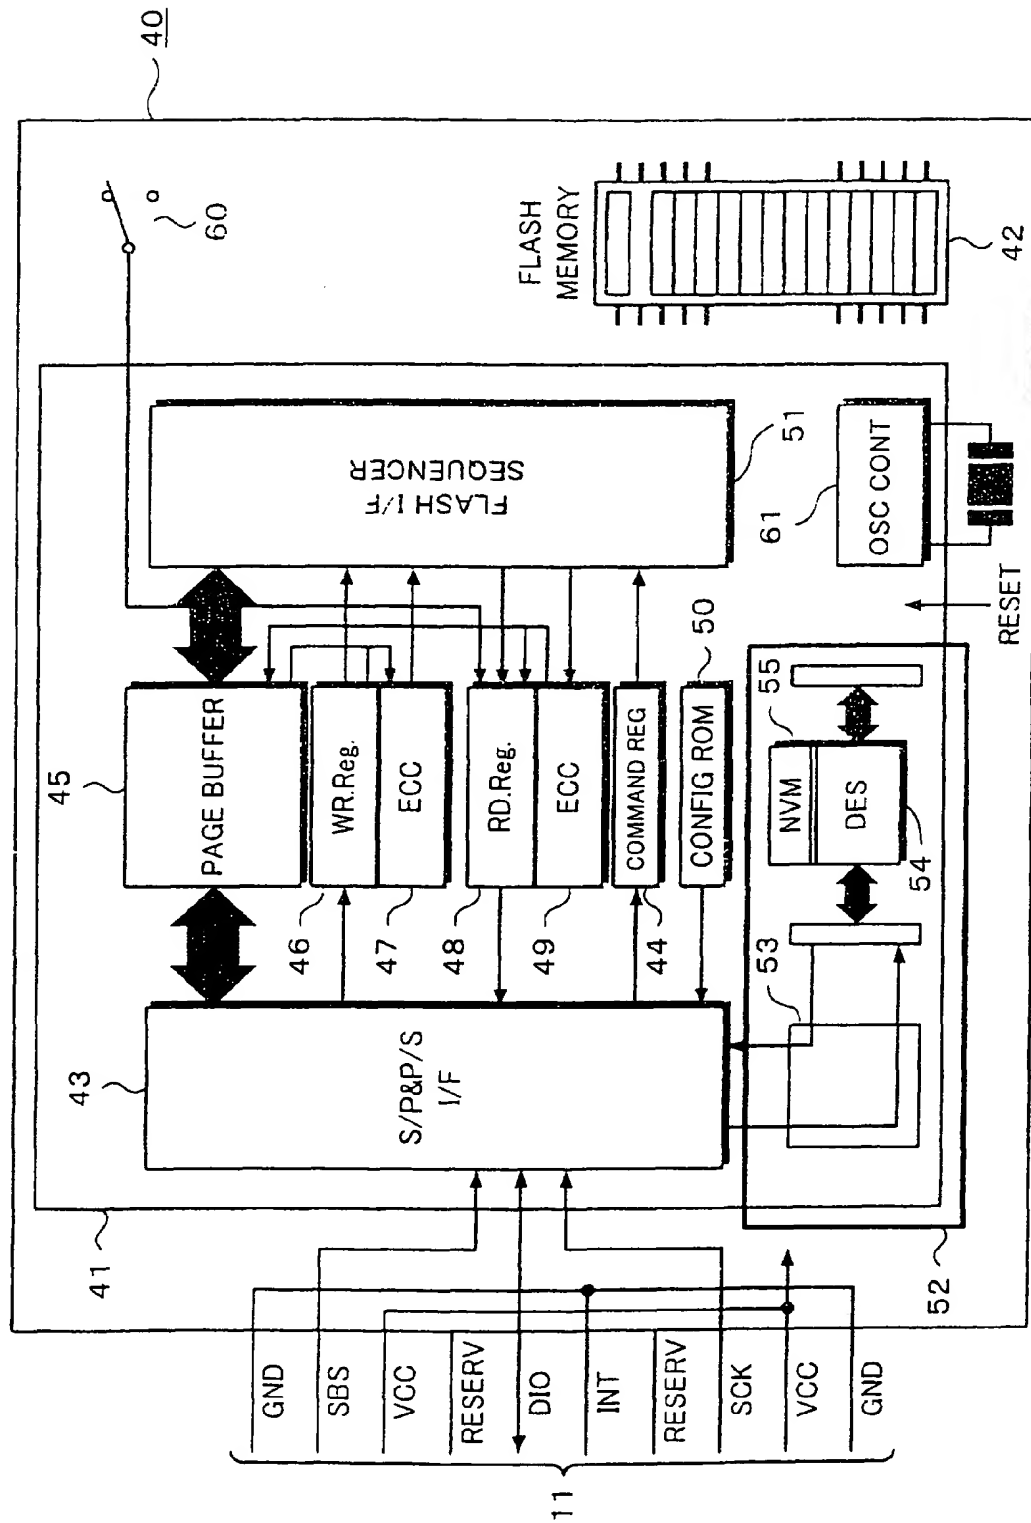 40
60
FLASH
MEMORY
42
45
PAGE BUFFER
WR.Reg.
46
ECC
47
RD.Reg.
48
ECC
49
COMMAND REG
44
CONFIG ROM
50
FLASH I/F
SEQUENCER
51
OSC CONT
61
RESET
43
S/P&P/S
I/F
41
53
NVM
55
DES
54
52
GND
SBS
VCC
RESERV
DIO
INT
RESERV
SCK
VCC
GND
11